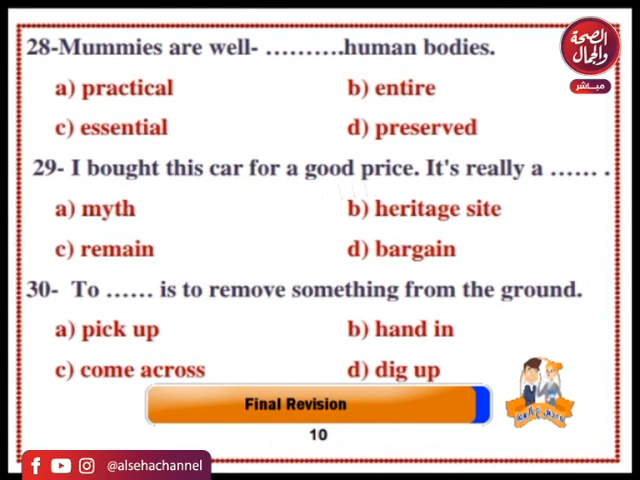 الصحة
والجمال
مباشر
28-Mummies are well- ..........human bodies.
a) practical b) entire
c) essential d) preserved
29- I bought this car for a good price. It's really a ...... .
a) myth b) heritage site
c) remain d) bargain
30- To ...... is to remove something from the ground.
a) pick up b) hand in
c) come across d) dig up
Final Revision
10
@alsehachannel